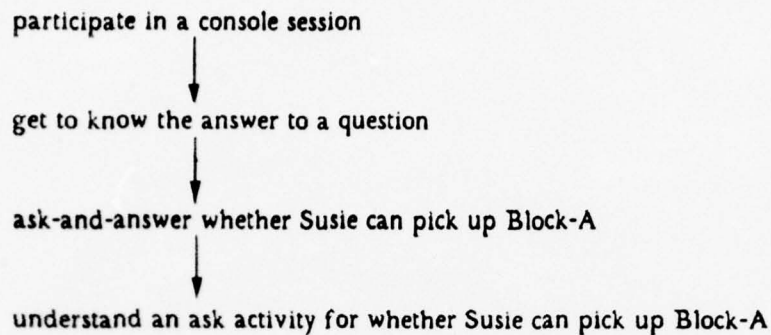 participate in a console session
get to know the answer to a question
ask-and-answer whether Susie can pick up Block-A
understand an ask activity for whether Susie can pick up Block-A